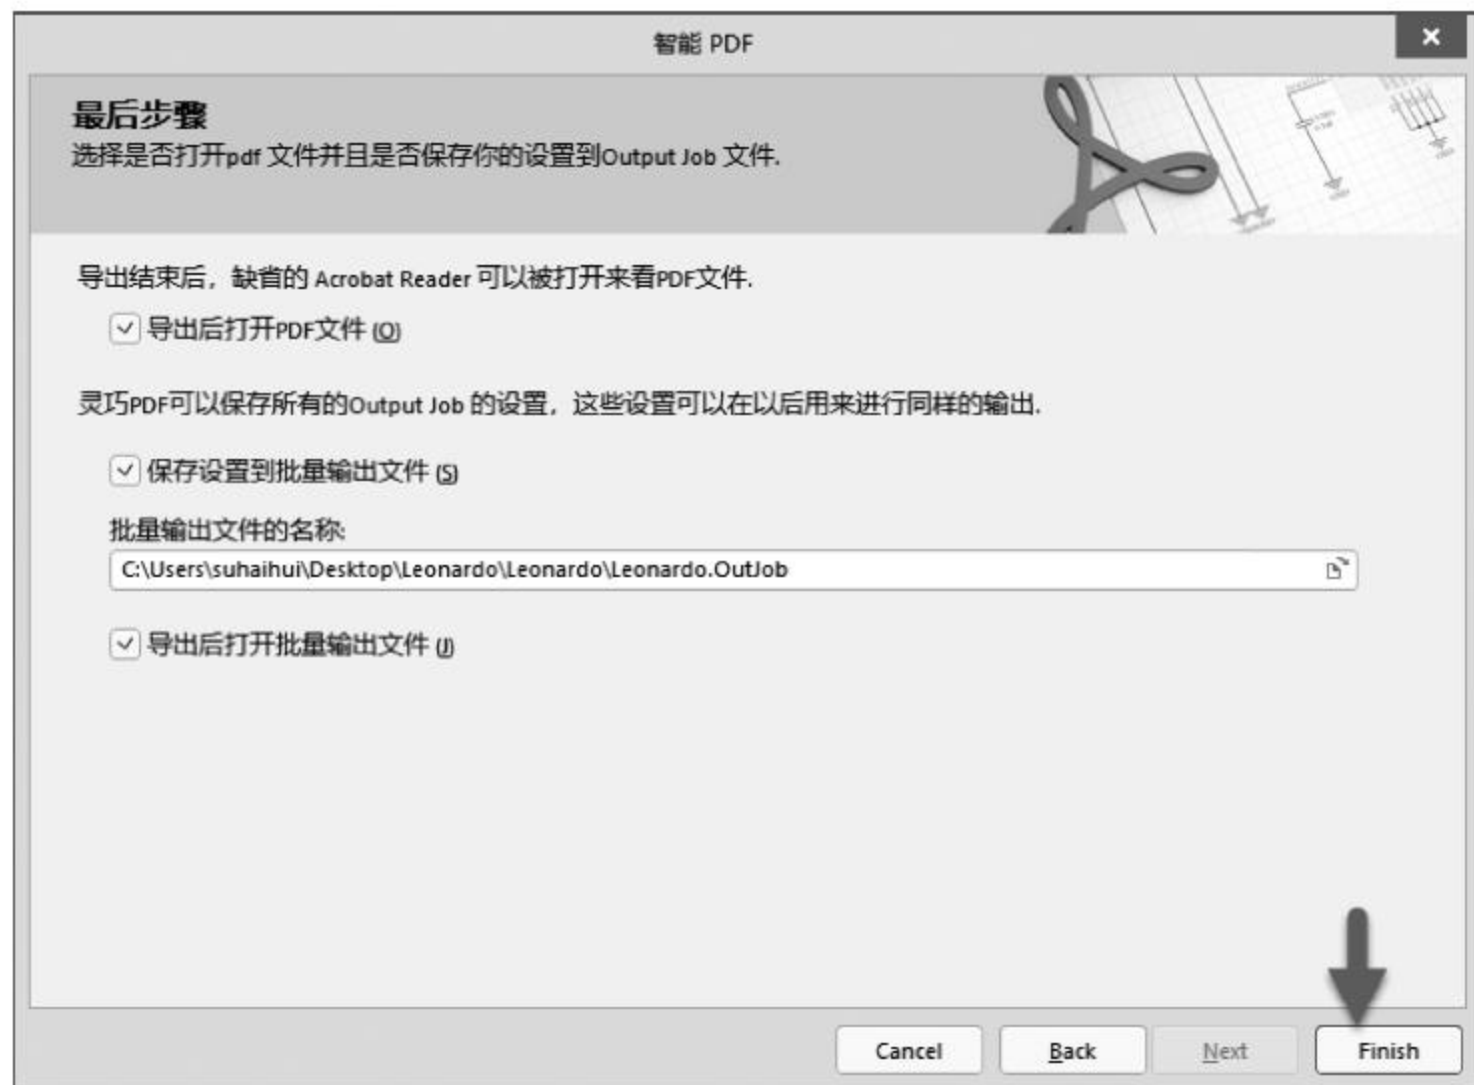 智能 PDF
最后步骤
选择是否打开pdf 文件并且是否保存你的设置到Output Job 文件.
导出结束后，缺省的 Acrobat Reader 可以被打开来看PDF文件.
导出后打开PDF文件 (O)
灵巧PDF可以保存所有的Output Job 的设置，这些设置可以在以后用来进行同样的输出.
保存设置到批量输出文件 (S)
批量输出文件的名称:
C:\Users\suhaihui\Desktop\Leonardo\Leonardo\Leonardo.OutJob
导出后打开批量输出文件 (J)
Cancel Back Next Finish